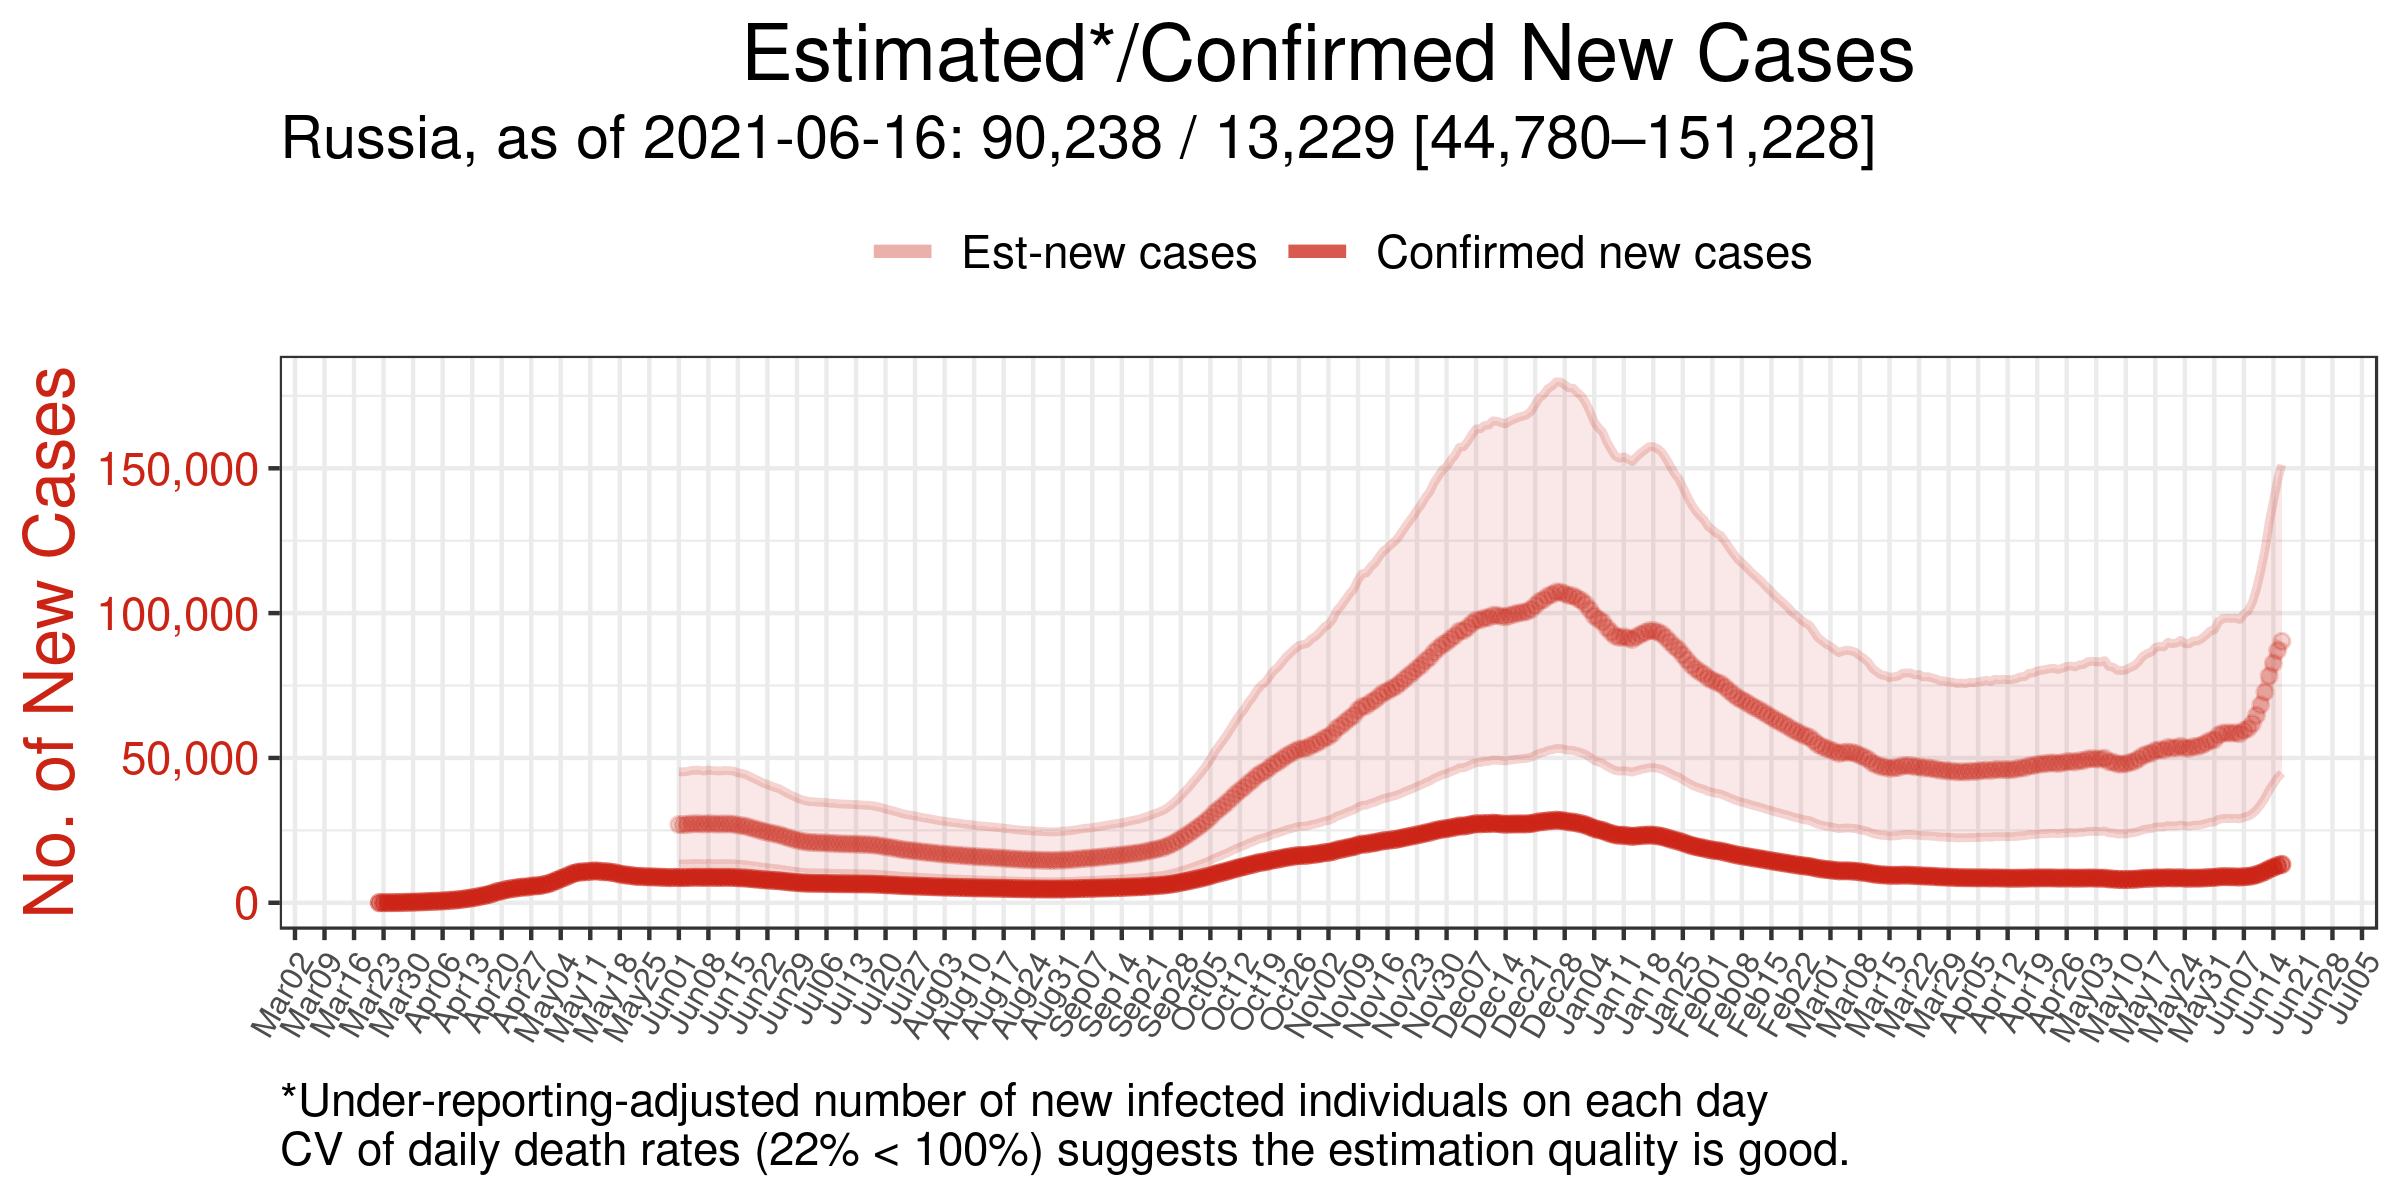 Estimated*/Confirmed New Cases
Russia, as of 2021-06-16: 90,238 / 13,229 [44,780–151,228]
Est-new cases Confirmed new cases
No. of New Cases
150,000
100,000
50,000
0
Mar02 Mar09 Mar16 Mar23 Mar30 Apr06 Apr13 Apr20 Apr27 May04 May11 May18 May25 Jun01 Jun08 Jun15 Jun22 Jun29 Jul06 Jul13 Jul20 Jul27 Aug03 Aug10 Aug17 Aug24 Aug31 Sep07 Sep14 Sep21 Sep28 Oct05 Oct12 Oct19 Oct26 Nov02 Nov09 Nov16 Nov23 Nov30 Dec07 Dec14 Dec21 Dec28 Jan04 Jan11 Jan18 Jan25 Feb01 Feb08 Feb15 Feb22 Mar01 Mar08 Mar15 Mar22 Mar29 Apr05 Apr12 Apr19 Apr26 May03 May10 May17 May24 May31 Jun07 Jun14 Jun21 Jun28 Jul05
*Under-reporting-adjusted number of new infected individuals on each day
CV of daily death rates (22% < 100%) suggests the estimation quality is good.